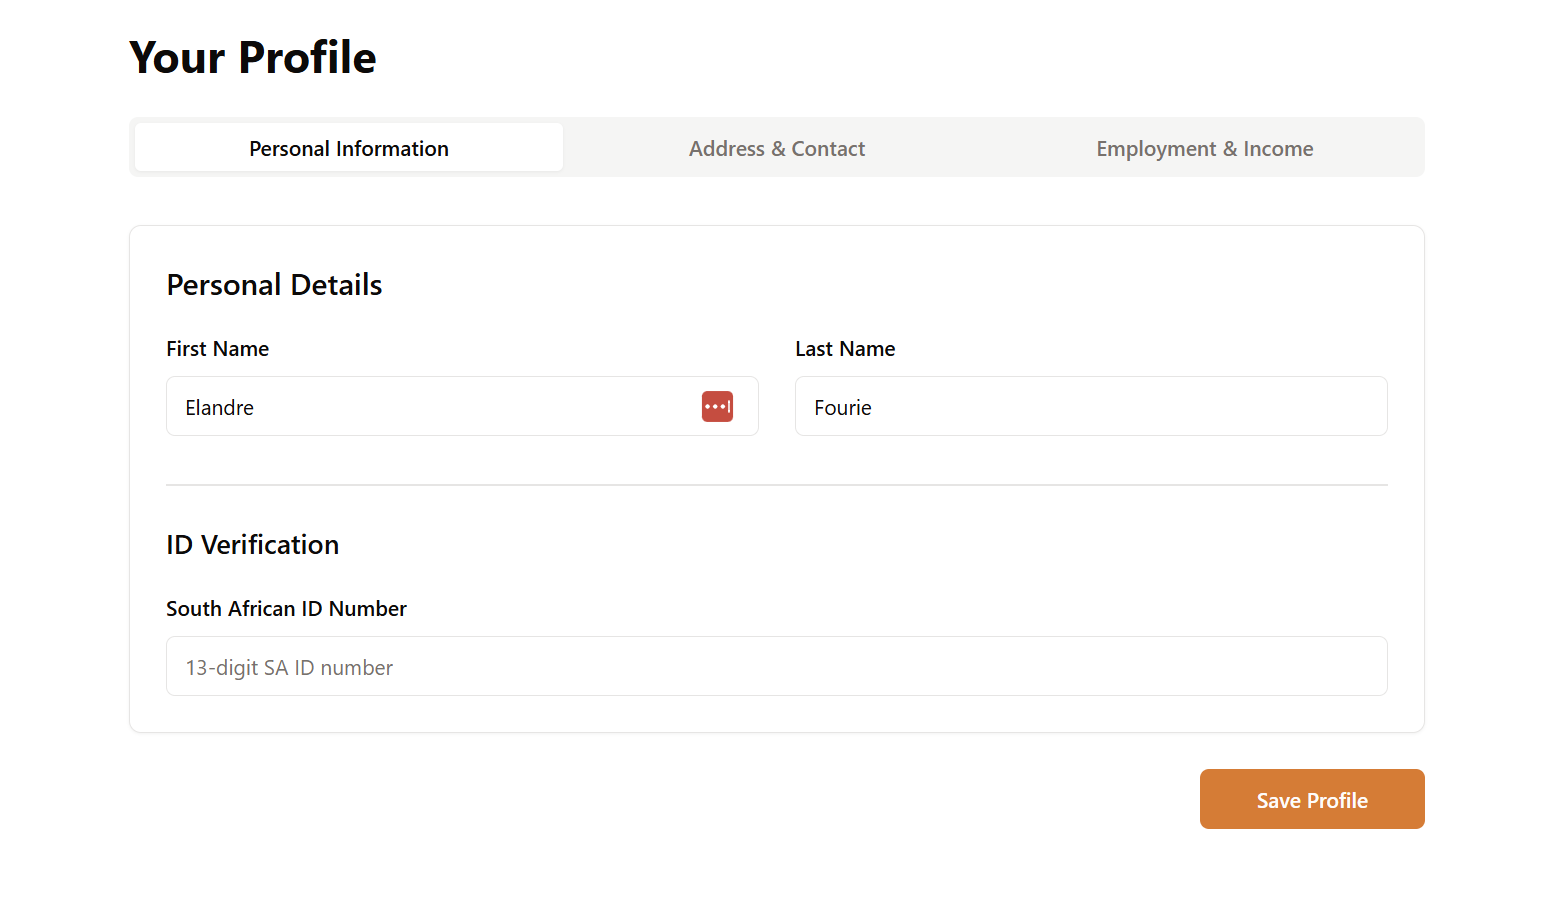 Your Profile
Personal Information
Address & Contact
Employment & Income
Personal Details
First Name
Last Name
Elandre
Fourie
ID Verification
South African ID Number
13-digit SA ID number
Save Profile